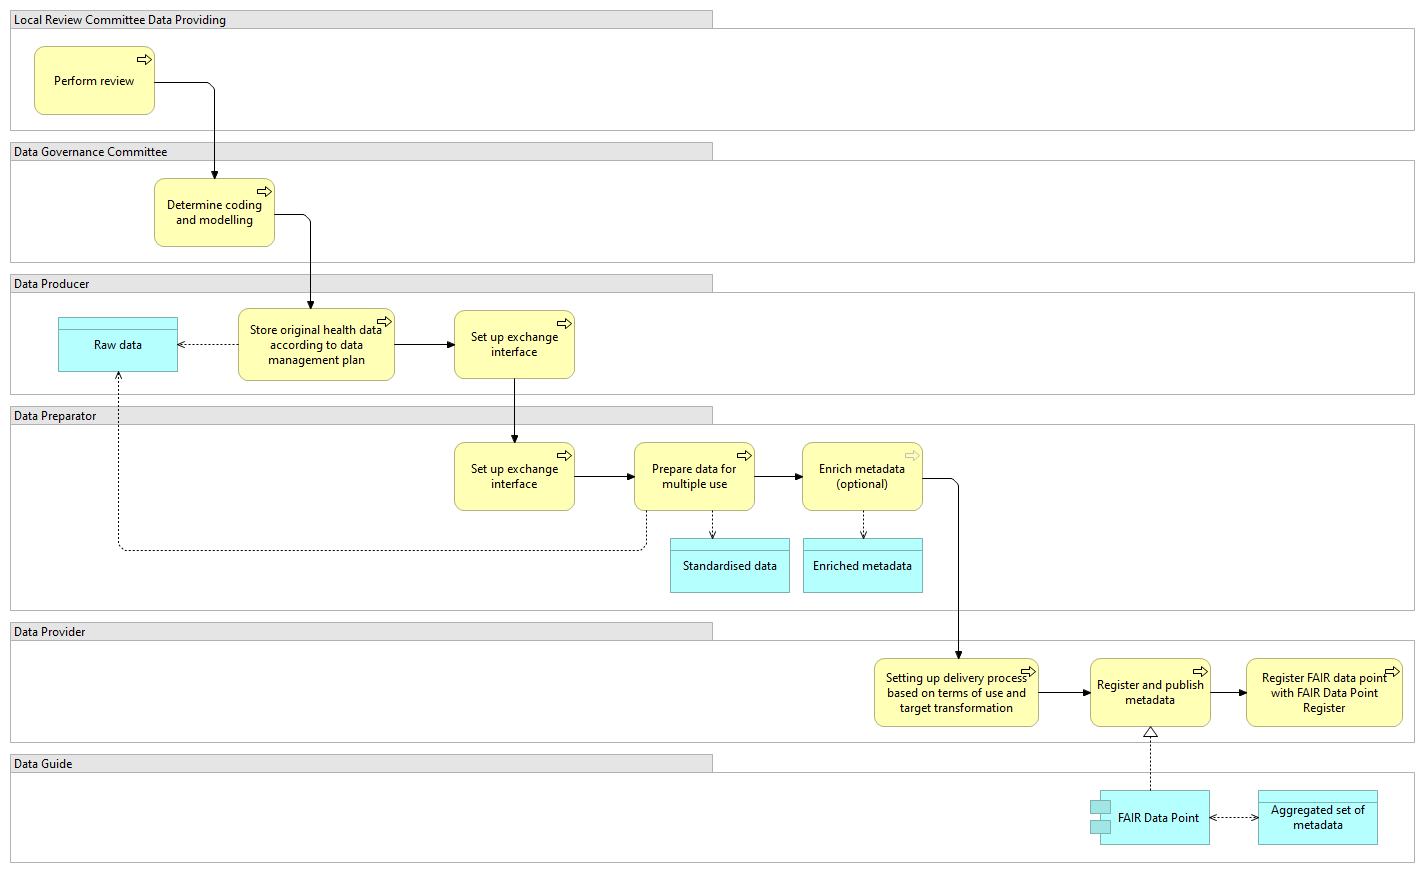 Local Review Committee Data Providing
Perform review
Data Governance Committee
Determine coding
and modelling
Data Producer
Raw data
Store original health data
according to data
management plan
Set up exchange
interface
Data Preparator
Set up exchange
interface
Prepare data for
multiple use
Enrich metadata
(optional)
Standardised data
Enriched metadata
Data Provider
Setting up delivery process
based on terms of use and
target transformation
Register and publish
metadata
Register FAIR data point
with FAIR Data Point
Register
Data Guide
FAIR Data Point
Aggregated set of
metadata